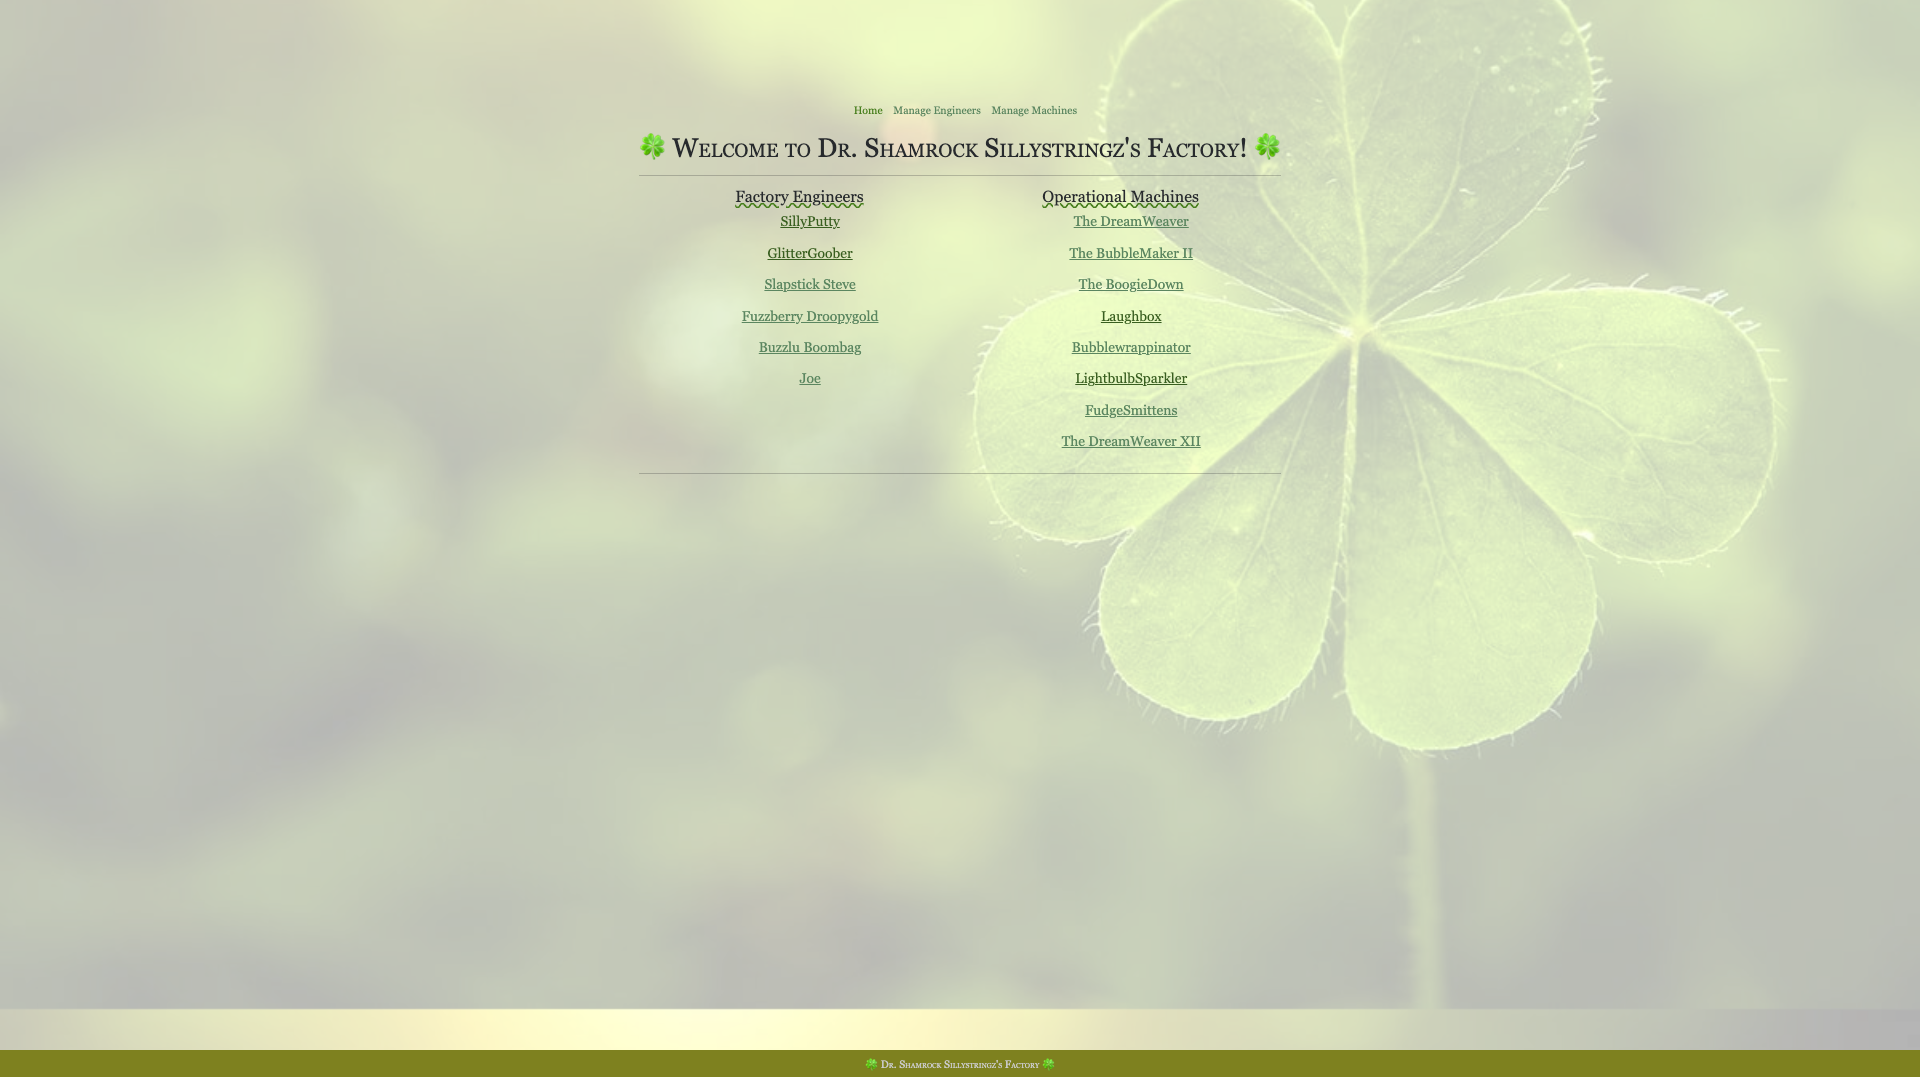 Home Manage Engineers Manage Machines
🍀 Welcome to Dr. Shamrock Sillystringz's Factory! 🍀
Factory Engineers
SillyPutty
GlitterGoober
Slapstick Steve
Fuzzberry Droopygold
Buzzlu Boombag
Joe
Operational Machines
The DreamWeaver
The BubbleMaker II
The BoogieDown
Laughbox
Bubblewrappinator
LightbulbSparkler
FudgeSmittens
The DreamWeaver XII
🍀 Dr. Shamrock Sillystringz's Factory 🍀